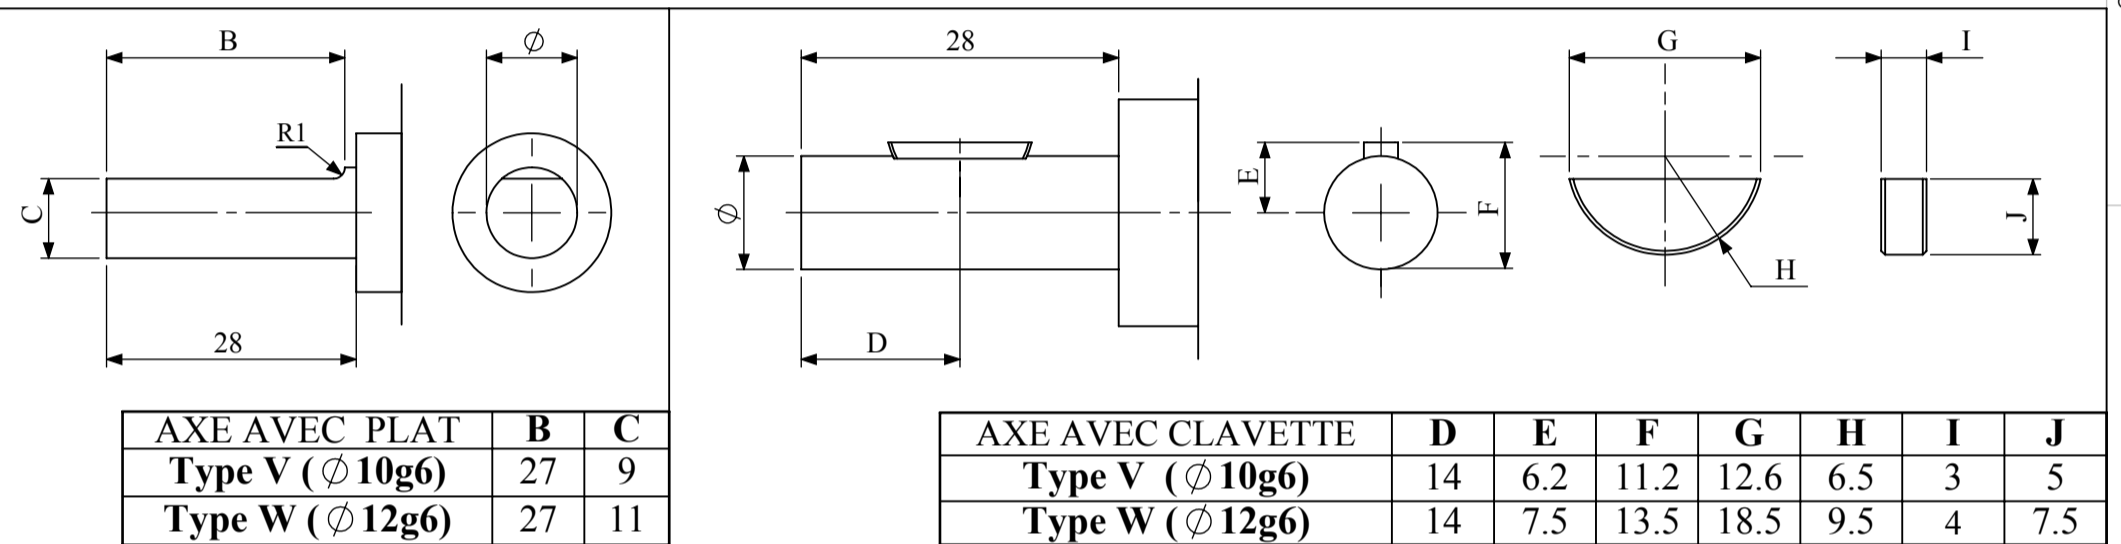 B
Ø
R1
C
28
28
Ø
D
E
F
G
H
I
J
AXE AVEC PLAT B C
Type V ( Ø 10g6) 27 9
Type W ( Ø 12g6) 27 11
AXE AVEC CLAVETTE D E F G H I J
Type V ( Ø 10g6) 14 6.2 11.2 12.6 6.5 3 5
Type W ( Ø 12g6) 14 7.5 13.5 18.5 9.5 4 7.5